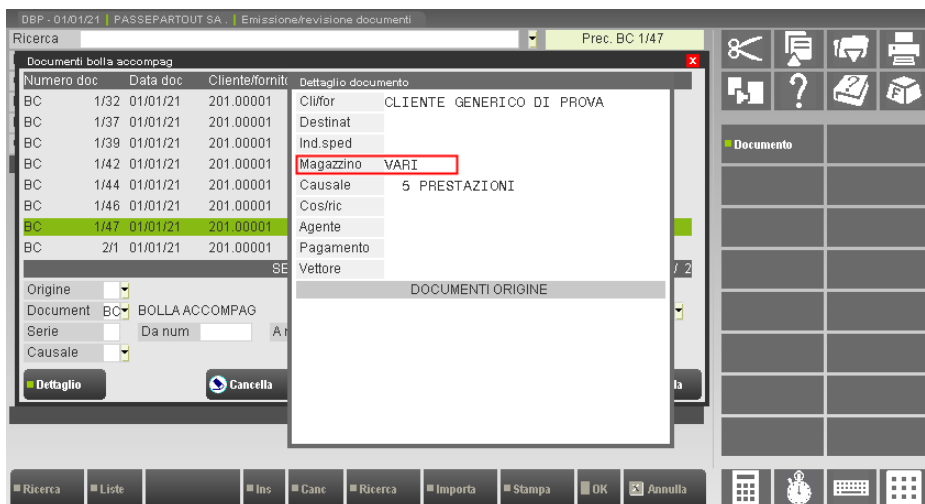 DBP - 01/01/21 | PASSEPARTOUT SA . | Emissione/revisione documenti
Ricerca Prec. BC 1/47
Documenti bolla accompag x
Numero doc Data doc Cliente/fornito
BC 1/32 01/01/21 201.00001
BC 1/37 01/01/21 201.00001
BC 1/39 01/01/21 201.00001
BC 1/42 01/01/21 201.00001
BC 1/44 01/01/21 201.00001
BC 1/46 01/01/21 201.00001
BC 1/47 01/01/21 201.00001
BC 2/1 01/01/21 201.00001
SE / 2
Origine
Document BC BOLLA ACCOMPAG
Serie Da num A n
Causale
Dettaglio Cancella la
Dettaglio documento
Cli/for CLIENTE GENERICO DI PROVA
Destinat
Ind.sped
Magazzino VARI
Causale 5 PRESTAZIONI
Cos/ric
Agente
Pagamento
Vettore
DOCUMENTI ORIGINE
Documento
Ricerca Liste Ins Canc Ricerca Importa Stampa OK Annulla